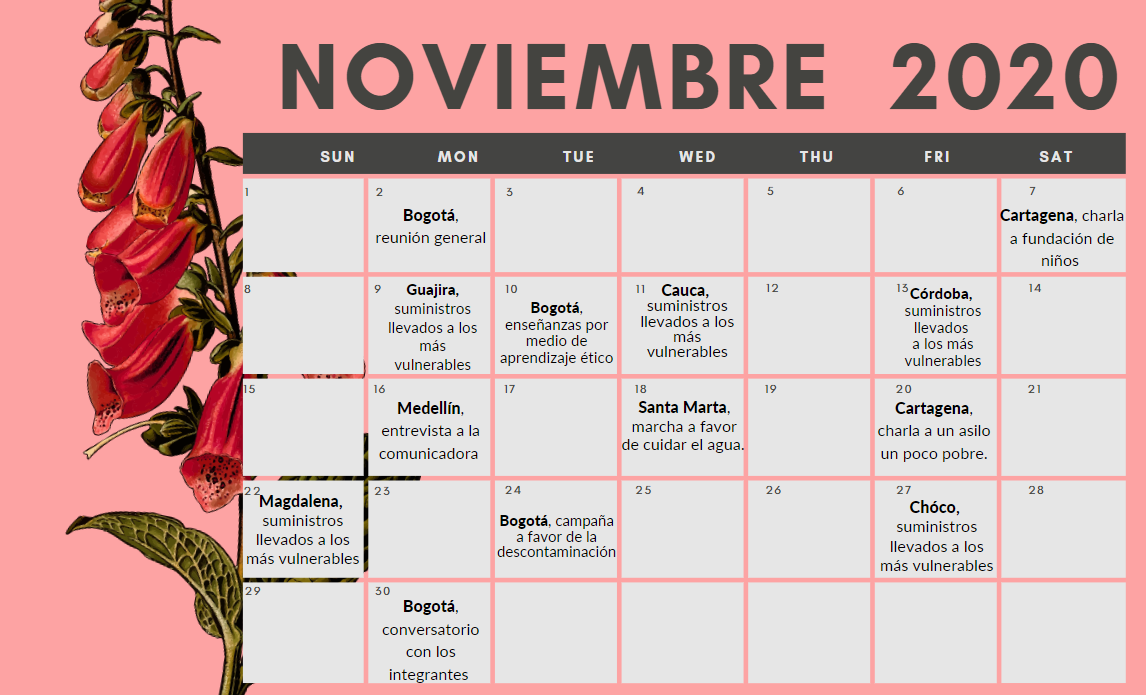 NOVIEMBRE 2020
SUN MON TUE WED THU FRI SAT
1
2
Bogotá,
reunión general
3
4
5
6
7
Cartagena, charla
a fundación de
niños
8
9
Guajira,
suministros
llevados a los
más
vulnerables
10
Bogotá,
enseñanzas por
medio de
aprendizaje ético
11
Cauca,
suministros
llevados a los
más
vulnerables
12
13
Córdoba,
suministros
llevados
a los más
vulnerables
14
15
16
Medellín,
entrevista a la
comunicadora
17
18
Santa Marta,
marcha a favor
de cuidar el agua.
19
20
Cartagena,
charla a un asilo
un poco pobre.
21
22
Magdalena,
suministros
llevados a los
más vulnerables
23
24
Bogotá, campaña
a favor de la
descontaminación
25
26
27
Chóco,
suministros
llevados a los
más vulnerables
28
29
30
Bogotá,
conversatorio
con los
integrantes